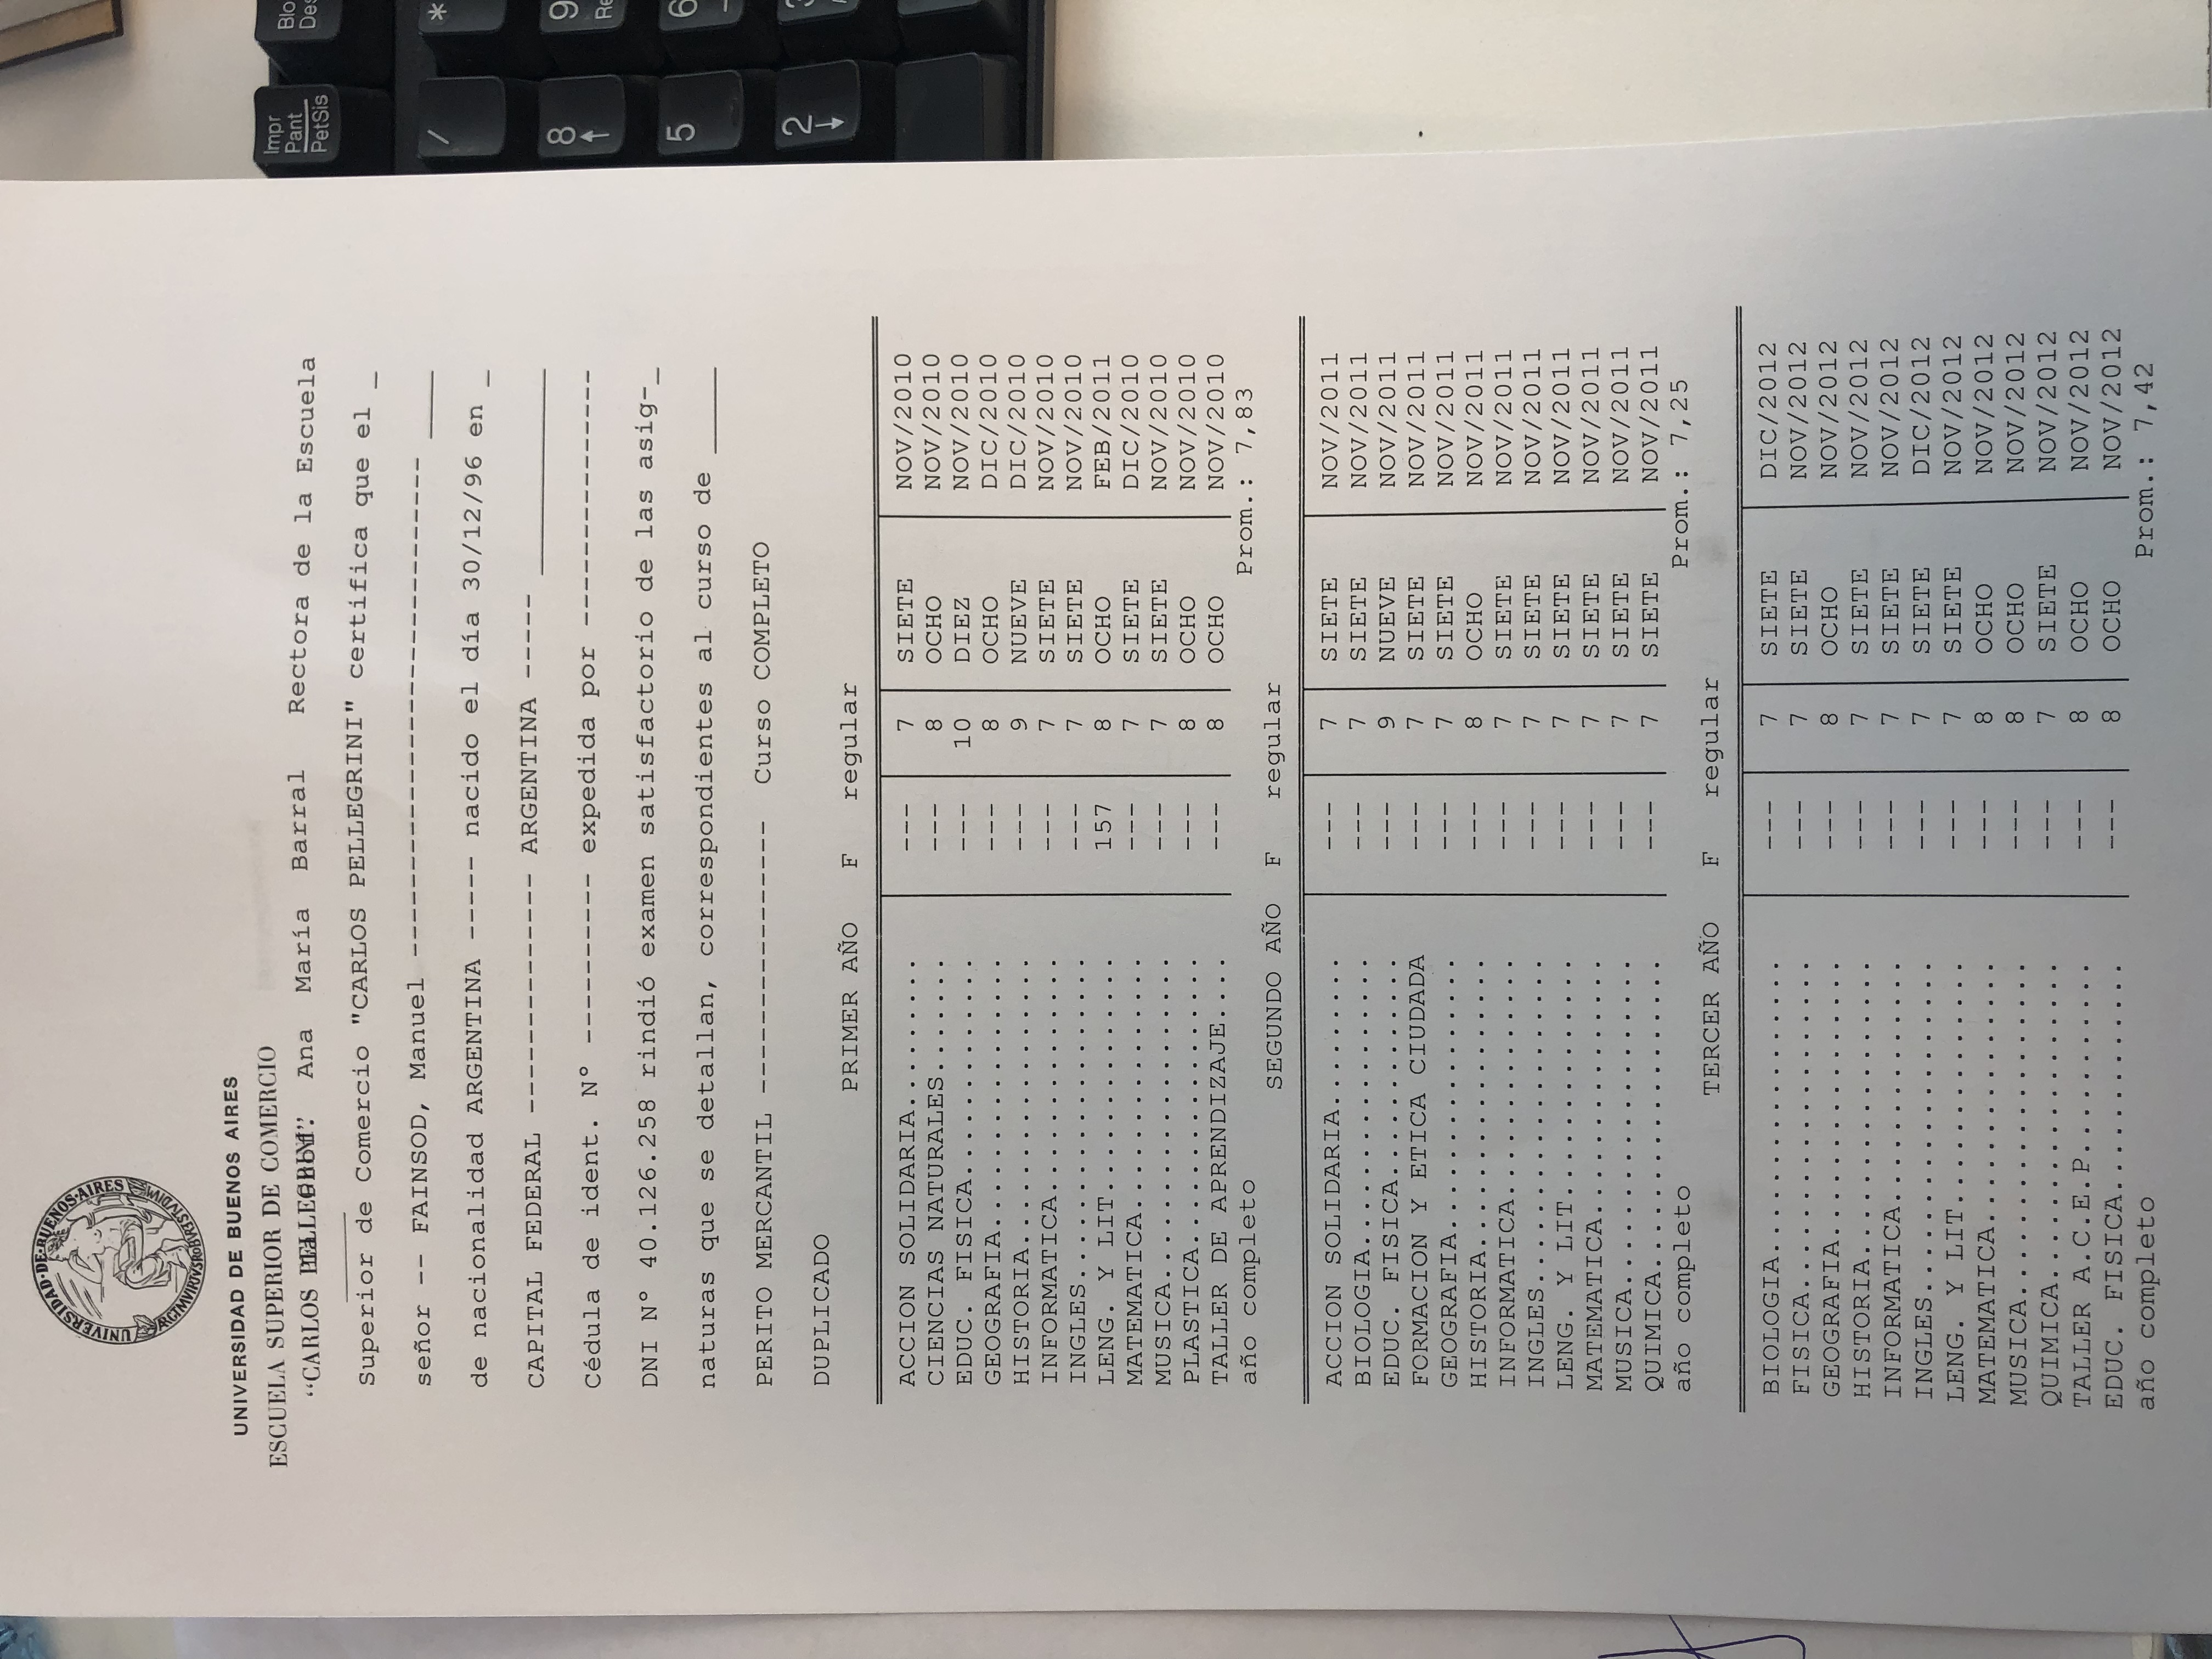 UNIVERSIDAD·DE·BUENOS·AIRES
UNIVERSIDAD DE BUENOS AIRES
ESCUELA SUPERIOR DE COMERCIO
"CARLOS Ana María Barral Rectora de la Escuela
Superior de Comercio "CARLOS PELLEGRINI" certifica que el _
señor -- FAINSOD, Manuel ------------------------------------
de nacionalidad ARGENTINA ----- nacido el día 30/12/96 en _
CAPITAL FEDERAL --------------- ARGENTINA -----
Cédula de ident. Nº ---------- expedida por ---------------
DNI Nº 40.126.258 rindió examen satisfactorio de las asig-_
naturas que se detallan, correspondientes al curso de
PERITO MERCANTIL ---------------- Curso COMPLETO
DUPLICADO
PRIMER AÑO F regular
ACCION SOLIDARIA......... --- 7 SIETE NOV/2010
CIENCIAS NATURALES....... --- 8 OCHO NOV/2010
EDUC. FISICA............. --- 10 DIEZ NOV/2010
GEOGRAFIA................ --- 8 OCHO DIC/2010
HISTORIA................. --- 9 NUEVE DIC/2010
INFORMATICA.............. --- 7 SIETE NOV/2010
INGLES................... --- 7 SIETE NOV/2010
LENG. Y LIT.............. 157 8 OCHO FEB/2011
MATEMATICA............... --- 7 SIETE DIC/2010
MUSICA................... --- 7 SIETE NOV/2010
PLASTICA................. --- 8 OCHO NOV/2010
TALLER DE APRENDIZAJE.... --- 8 OCHO NOV/2010
año completo Prom.: 7,83
SEGUNDO AÑO F regular
ACCION SOLIDARIA......... --- 7 SIETE NOV/2011
BIOLOGIA................. --- 7 SIETE NOV/2011
EDUC. FISICA............. --- 9 NUEVE NOV/2011
FORMACION Y ETICA CIUDADA --- 7 SIETE NOV/2011
GEOGRAFIA................ --- 7 SIETE NOV/2011
HISTORIA................. --- 8 OCHO NOV/2011
INFORMATICA.............. --- 7 SIETE NOV/2011
INGLES................... --- 7 SIETE NOV/2011
LENG. Y LIT.............. --- 7 SIETE NOV/2011
MATEMATICA............... --- 7 SIETE NOV/2011
MUSICA................... --- 7 SIETE NOV/2011
QUIMICA.................. --- 7 SIETE NOV/2011
año completo Prom.: 7,25
TERCER AÑO F regular
BIOLOGIA................. --- 7 SIETE DIC/2012
FISICA................... --- 7 SIETE NOV/2012
GEOGRAFIA................ --- 8 OCHO NOV/2012
HISTORIA................. --- 7 SIETE NOV/2012
INFORMATICA.............. --- 7 SIETE NOV/2012
INGLES................... --- 7 SIETE DIC/2012
LENG. Y LIT.............. --- 7 SIETE NOV/2012
MATEMATICA............... --- 8 OCHO NOV/2012
MUSICA................... --- 8 OCHO NOV/2012
QUIMICA.................. --- 7 SIETE NOV/2012
TALLER A.C.E.P........... --- 8 OCHO NOV/2012
EDUC. FISICA............. --- 8 OCHO NOV/2012
año completo Prom.: 7,42
Impr
Pant
PetSis
/
8
5
2
*
9
6